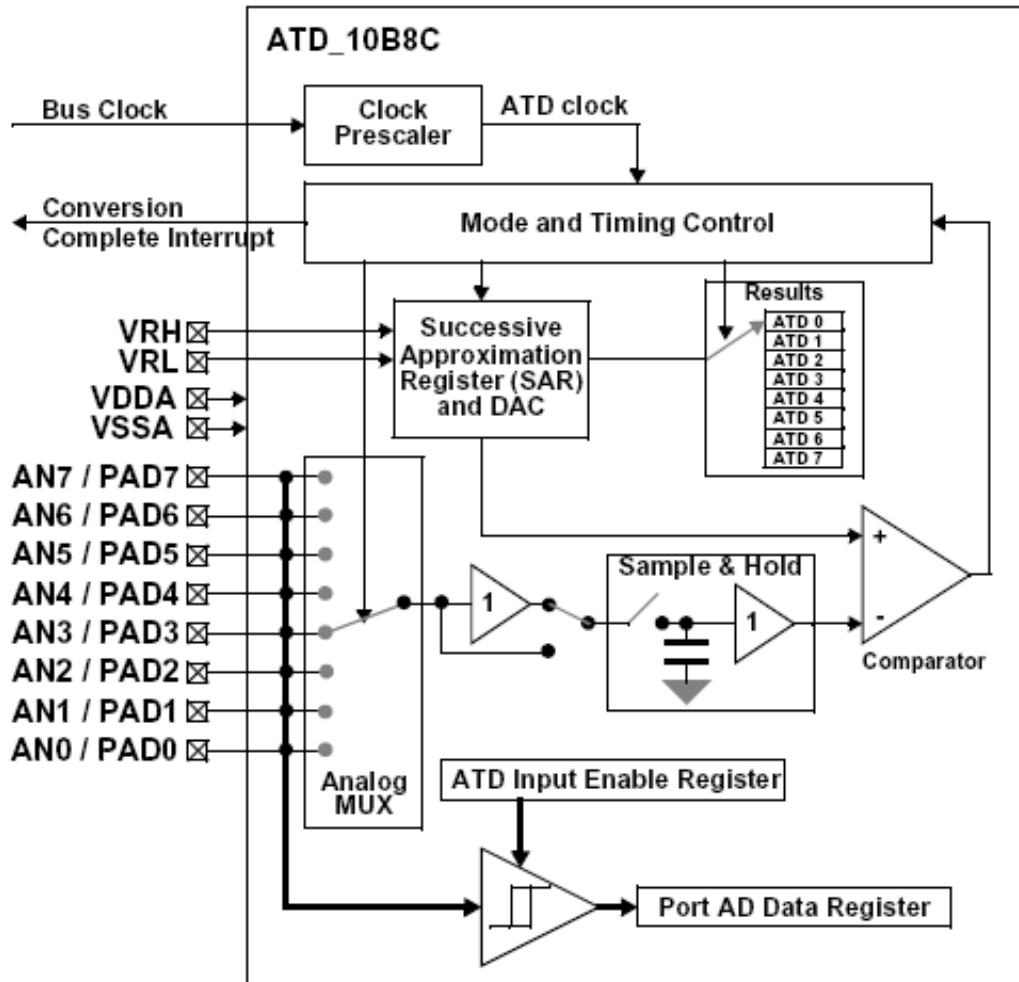 ATD_10B8C
Bus Clock
Clock
Prescaler
ATD clock
Conversion
Complete Interrupt
Mode and Timing Control
VRH
VRL
VDDA
VSSA
Successive
Approximation
Register (SAR)
and DAC
Results
ATD 0
ATD 1
ATD 2
ATD 3
ATD 4
ATD 5
ATD 6
ATD 7
AN7 / PAD7
AN6 / PAD6
AN5 / PAD5
AN4 / PAD4
AN3 / PAD3
AN2 / PAD2
AN1 / PAD1
AN0 / PAD0
Analog
MUX
1
Sample & Hold
1
+
-
Comparator
ATD Input Enable Register
Port AD Data Register